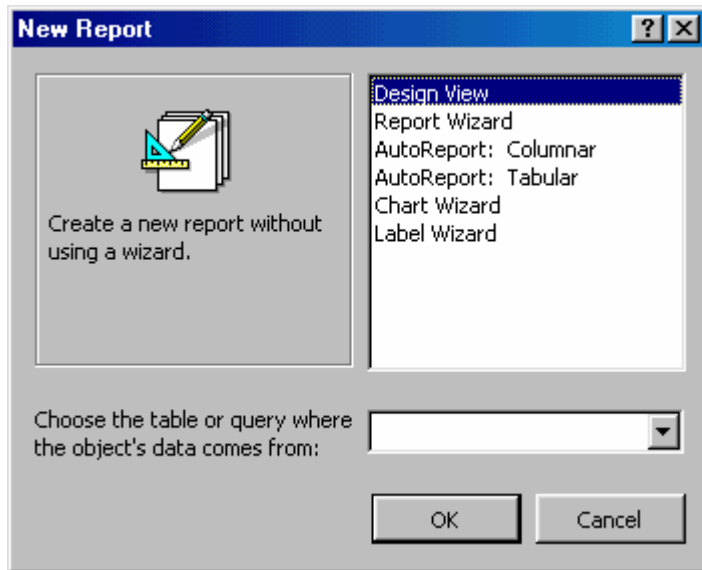 New Report
Create a new report without
using a wizard.
Design View
Report Wizard
AutoReport: Columnar
AutoReport: Tabular
Chart Wizard
Label Wizard
Choose the table or query where
the object's data comes from:
OK
Cancel